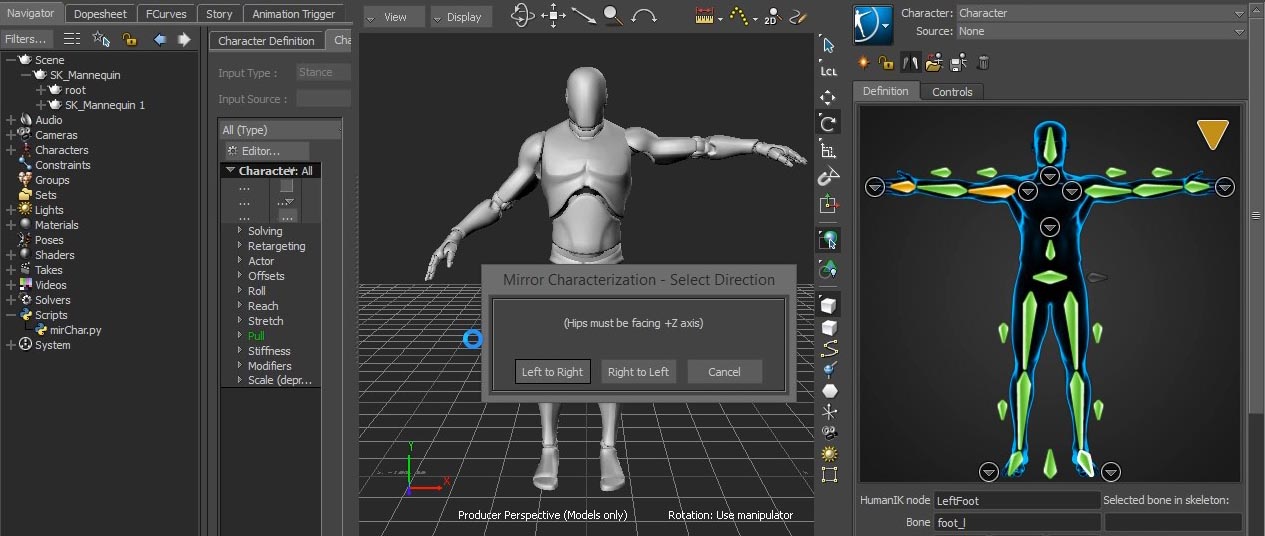 Navigator
Dopesheet
FCurves
Story
Animation Trigger
Filters...
Scene
SK_Mannequin
root
SK_Mannequin 1
Audio
Cameras
Characters
Constraints
Groups
Sets
Lights
Materials
Poses
Shaders
Takes
Videos
Solvers
Scripts
mirChar.py
System
Character Definition
Cha
Input Type :
Stance
Input Source :
All (Type)
Editor...
Character: All
...
...
...
...
...
Solving
Retargeting
Actor
Offsets
Roll
Reach
Stretch
Pull
Stiffness
Modifiers
Scale (depr...
View
Display
2D
LCL
Mirror Characterization - Select Direction
(Hips must be facing +Z axis)
Left to Right
Right to Left
Cancel
Y
X
Producer Perspective (Models only)
Rotation: Use manipulator
Character:
Character
Source:
None
Definition
Controls
HumanIK node
LeftFoot
Selected bone in skeleton:
Bone
foot_l